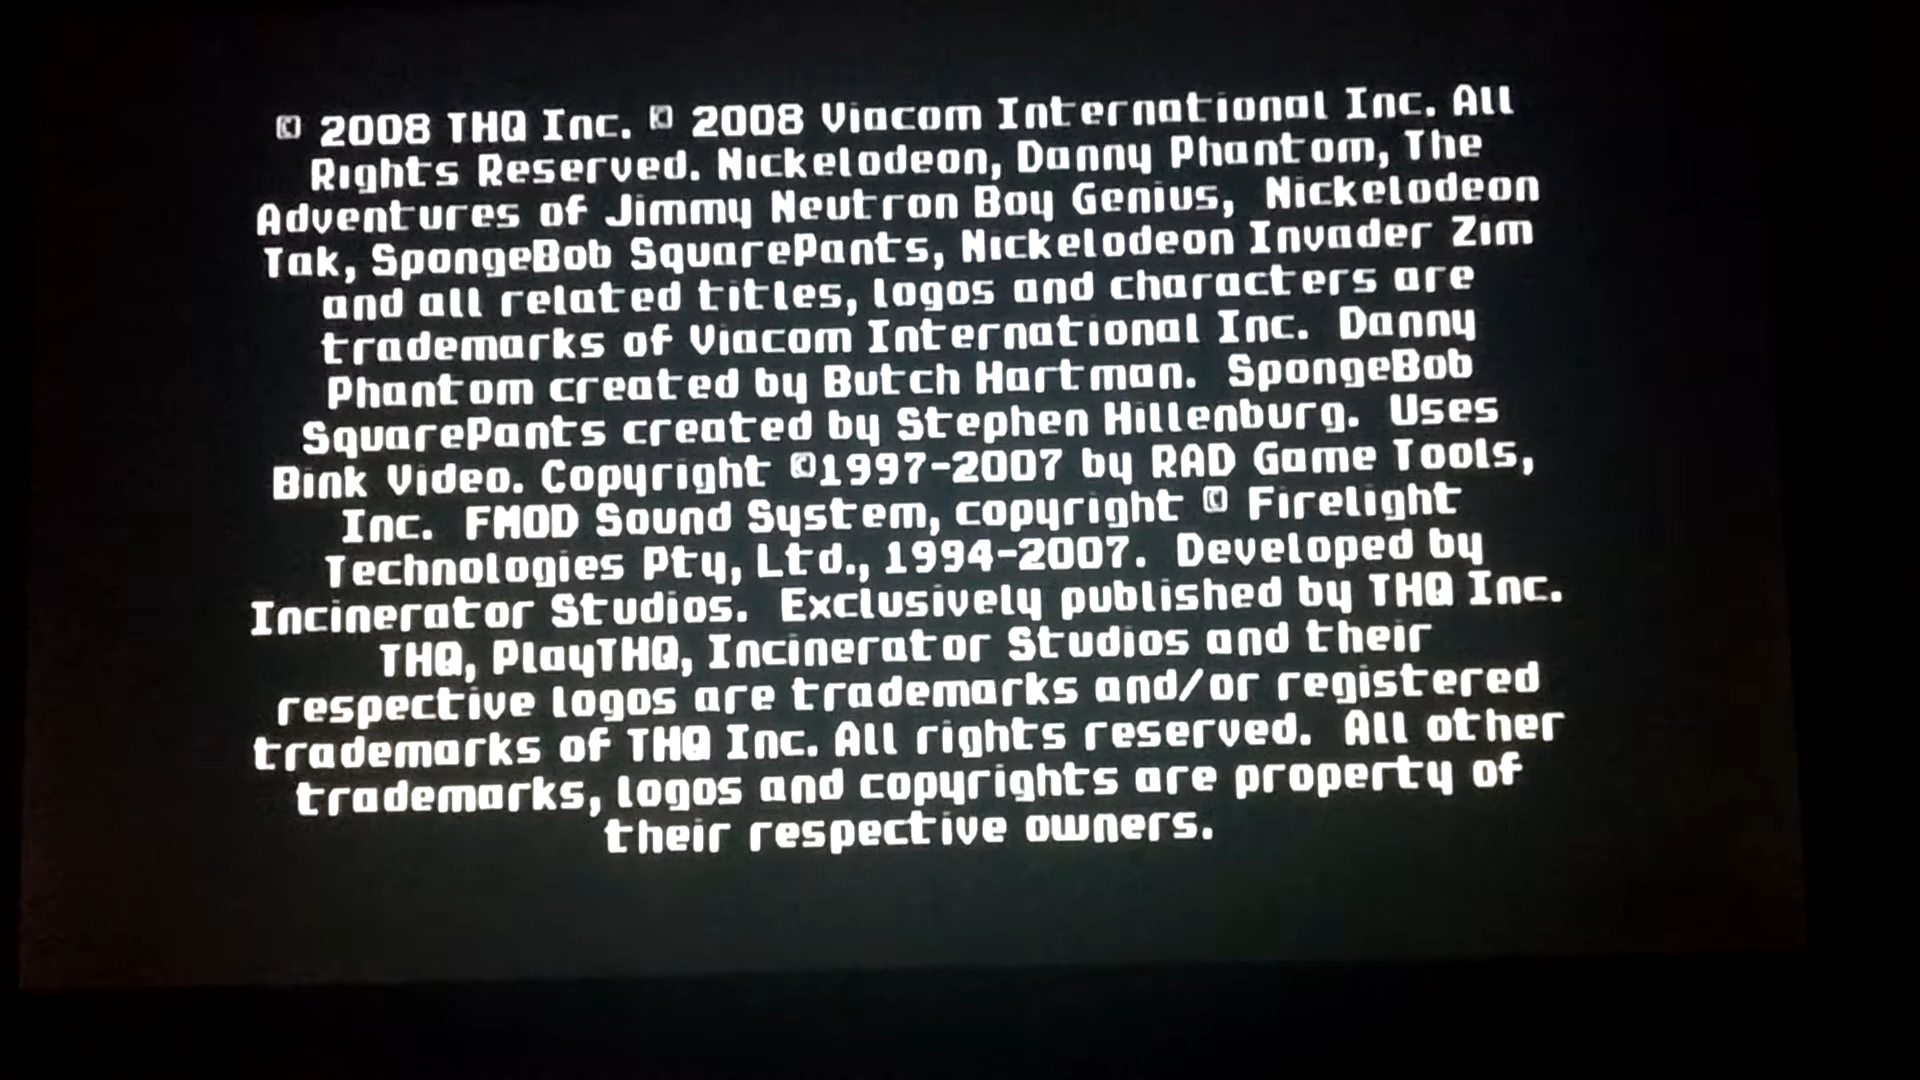 © 2008 THQ Inc. © 2008 Viacom International Inc. All
Rights Reserved. Nickelodeon, Danny Phantom, The
Adventures of Jimmy Neutron Boy Genius, Nickelodeon
Tak, SpongeBob SquarePants, Nickelodeon Invader Zim
and all related titles, logos and characters are
trademarks of Viacom International Inc. Danny
Phantom created by Butch Hartman. SpongeBob
SquarePants created by Stephen Hillenburg. Uses
Bink Video. Copyright ©1997-2007 by RAD Game Tools,
Inc. FMOD Sound System, copyright © Firelight
Technologies Pty, Ltd., 1994-2007. Developed by
Incinerator Studios. Exclusively published by THQ Inc.
THQ, PlayTHQ, Incinerator Studios and their
respective logos are trademarks and/or registered
trademarks of THQ Inc. All rights reserved. All other
trademarks, logos and copyrights are property of
their respective owners.